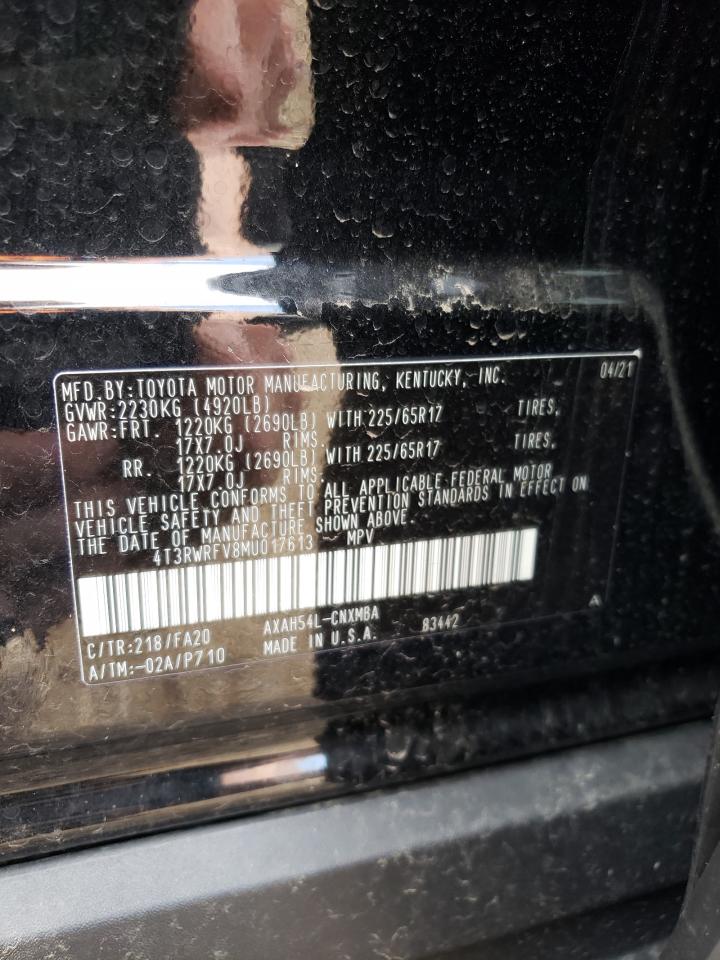 MFD.BY:TOYOTA MOTOR MANUFACTURING, KENTUCKY, INC. 04/21
GVWR:2230KG (4920LB)
GAWR:FRT. 1220KG (2690LB) WITH 225/65R17 TIRES,
17X7.0J RIMS.
RR. 1220KG (2690LB) WITH 225/65R17 TIRES,
17X7.0J RIMS.
THIS VEHICLE CONFORMS TO ALL APPLICABLE FEDERAL MOTOR
VEHICLE SAFETY AND THEFT PREVENTION STANDARDS IN EFFECT ON
THE DATE OF MANUFACTURE SHOWN ABOVE.
4T3RWRFV8MU017613 MPV
C/TR:218/FA20 AXAH54L-CNXMBA 83442 A
A/TM:-02A/P710 MADE IN U.S.A.